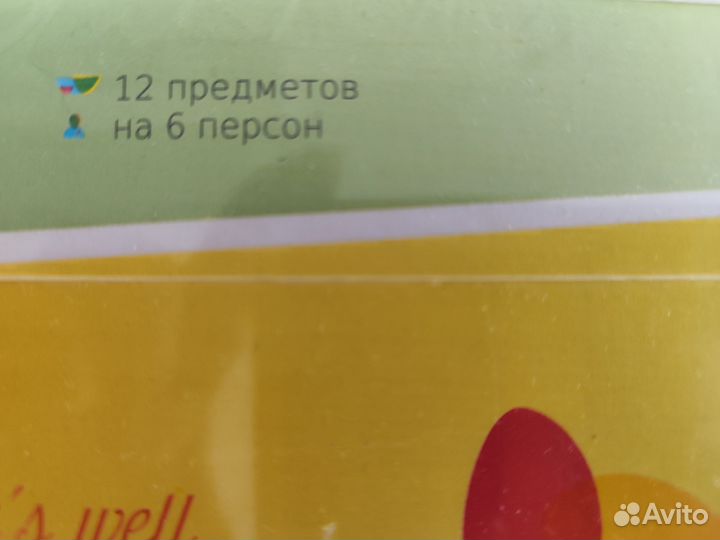 12 предметов
на 6 персон
's well
Avito